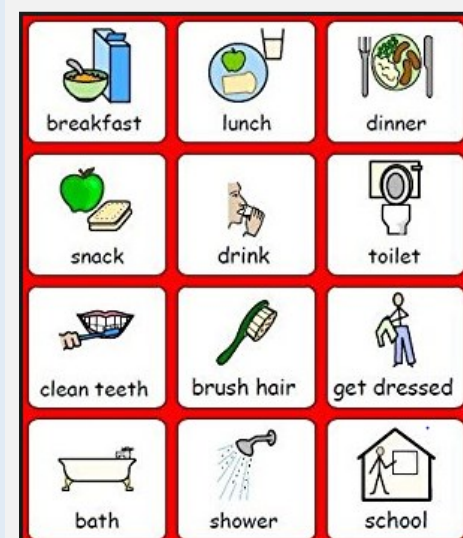 breakfast
lunch
dinner
snack
drink
toilet
clean teeth
brush hair
get dressed
bath
shower
school